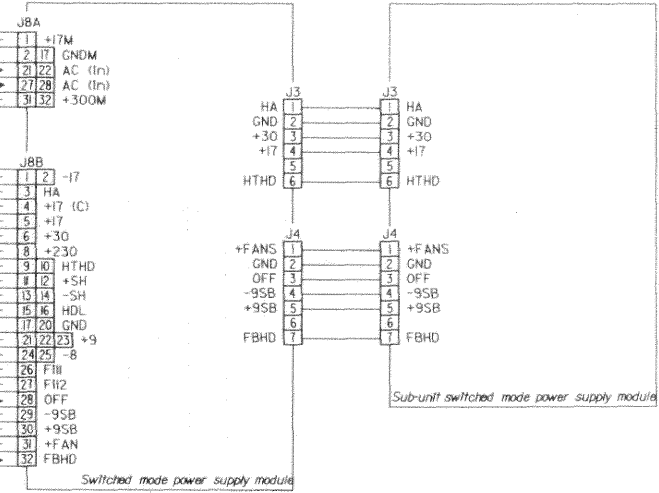 J8A
1 +17M
2 17 GNDM
21 22 AC (In)
27 28 AC (In)
31 32 +300M
J8B
1 2 -17
3 HA
4 +17 (C)
5 +17
6 +30
8 +230
9 10 HTHD
11 12 +SH
13 14 -SH
15 16 HDL
17 20 GND
21 22 23 +9
24 25 -8
26 F111
27 F112
28 OFF
29 -9SB
30 +9SB
31 +FAN
32 FBHD
Switched mode power supply module
J3 J3
HA 1 1 HA
GND 2 2 GND
+30 3 3 +30
+17 4 4 +17
5 5
HTHD 6 6 HTHD
J4 J4
+FANS 1 1 +FANS
GND 2 2 GND
OFF 3 3 OFF
-9SB 4 4 -9SB
+9SB 5 5 +9SB
6 6
FBHD 7 7 FBHD
Sub-unit switched mode power supply module